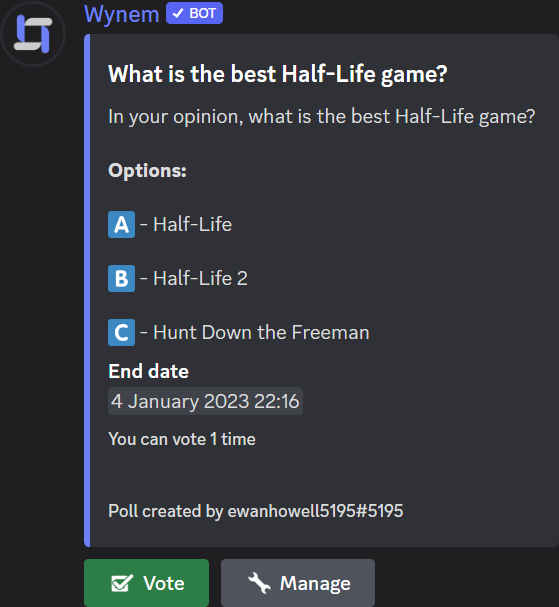 Wynem ✓ BOT
What is the best Half-Life game?
In your opinion, what is the best Half-Life game?
Options:
A - Half-Life
B - Half-Life 2
C - Hunt Down the Freeman
End date
4 January 2023 22:16
You can vote 1 time
Poll created by ewanhowell5195#5195
Vote Manage